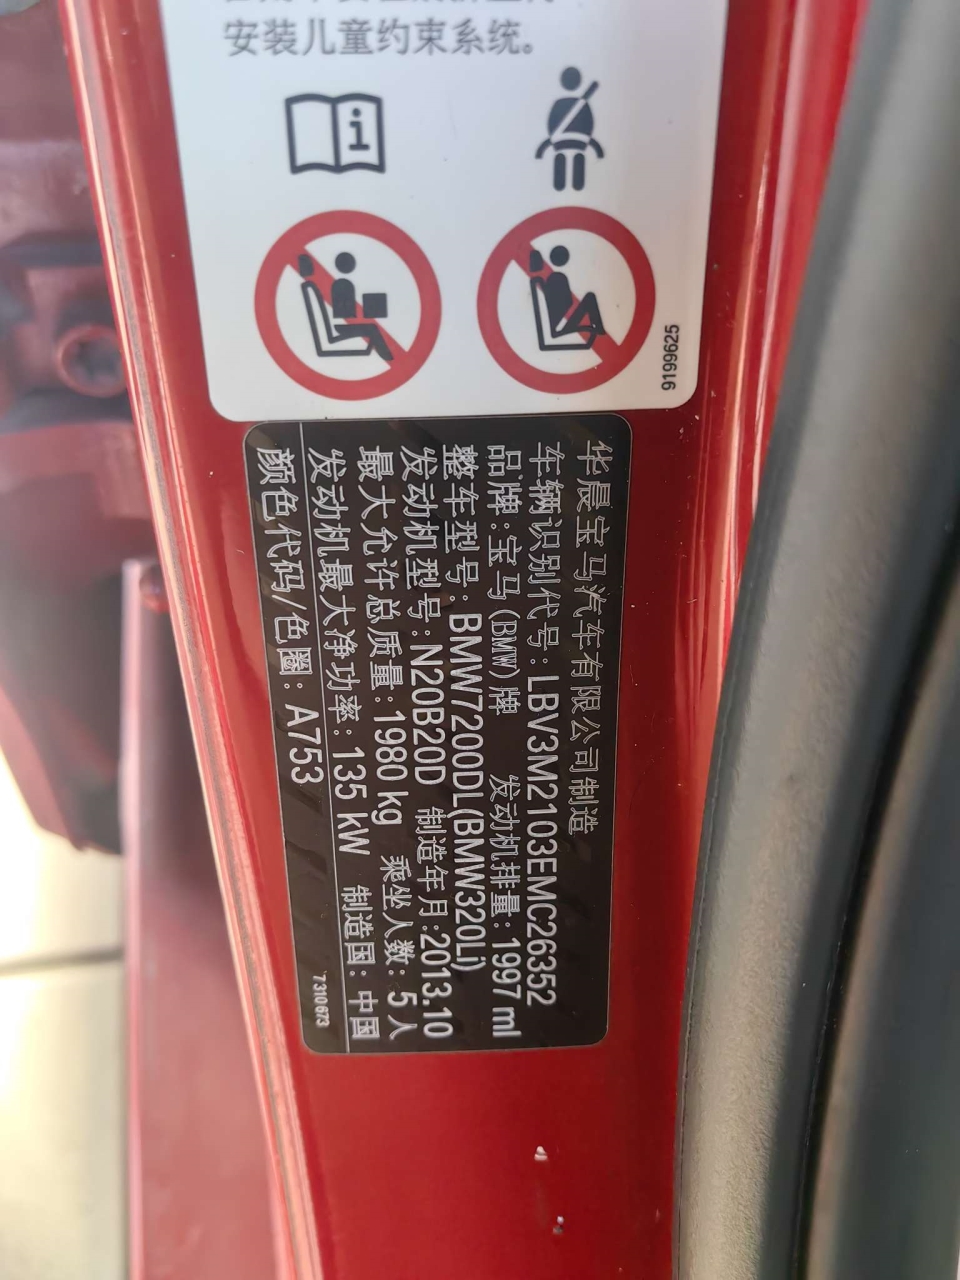 安装儿童约束系统。
9199625
华晨宝马汽车有限公司制造
车辆识别代号:LBV3M2103EMC26352
品牌:宝马(BMW)牌 发动机排量:1997 ml
整车型号:BMW7200DL(BMW320Li)
发动机型号:N20B20D 制造年月:2013.10
最大允许总质量:1980 kg 乘坐人数:5人
发动机最大净功率:135 kW 制造国:中国
颜色代码/色圈:A753
7310673